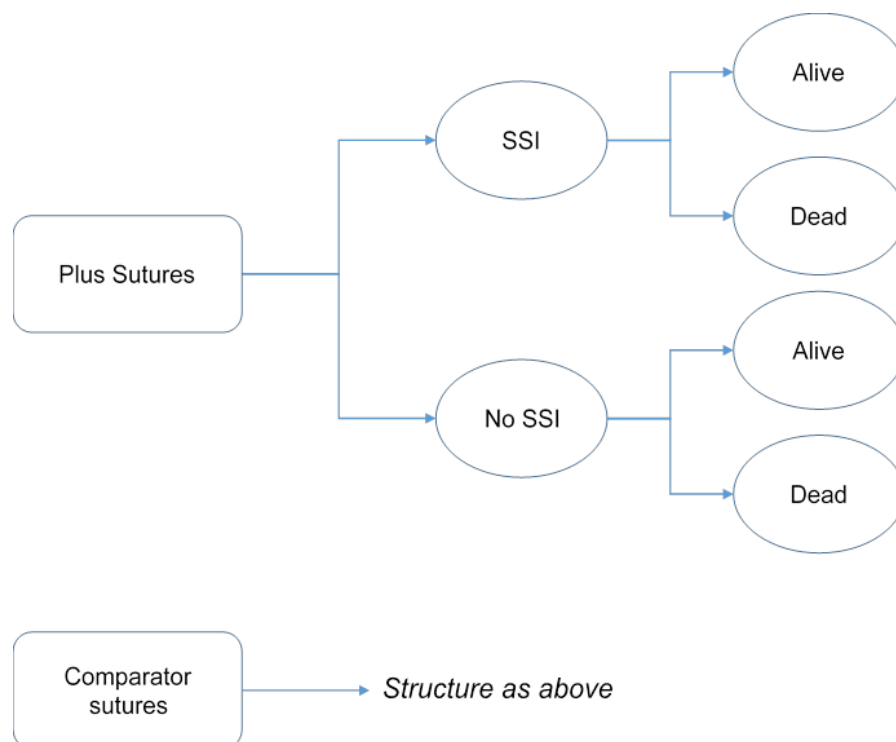 Alive
SSI
Dead
Plus Sutures
Alive
No SSI
Dead
Comparator
sutures
Structure as above